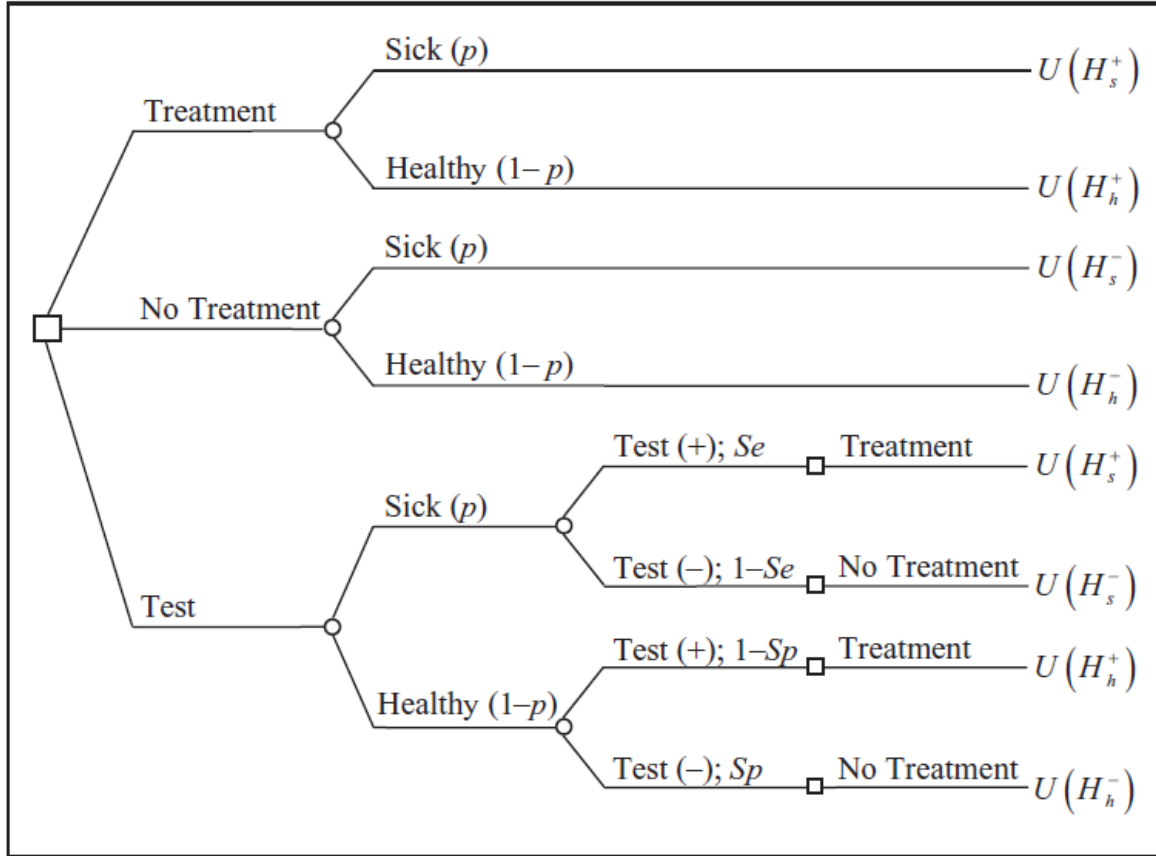 Sick (p)
U(H_s^+)
Treatment
Healthy (1– p)
U(H_h^+)
Sick (p)
U(H_s^-)
No Treatment
Healthy (1– p)
U(H_h^-)
Test (+); Se
Treatment
U(H_s^+)
Sick (p)
Test (–); 1–Se
No Treatment
U(H_s^-)
Test
Test (+); 1–Sp
Treatment
U(H_h^+)
Healthy (1–p)
Test (–); Sp
No Treatment
U(H_h^-)